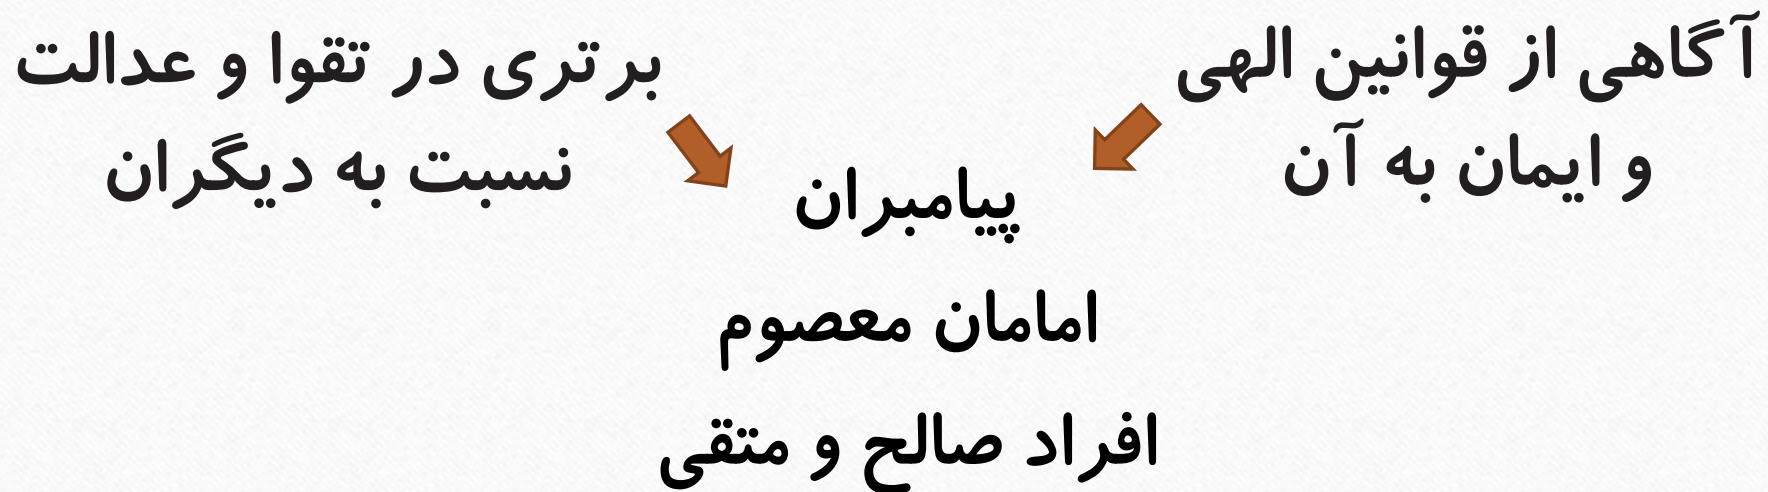 آگاهی از قوانین الهی
و ایمان به آن
برتری در تقوا و عدالت
نسبت به دیگران
پیامبران
امامان معصوم
افراد صالح و متقی